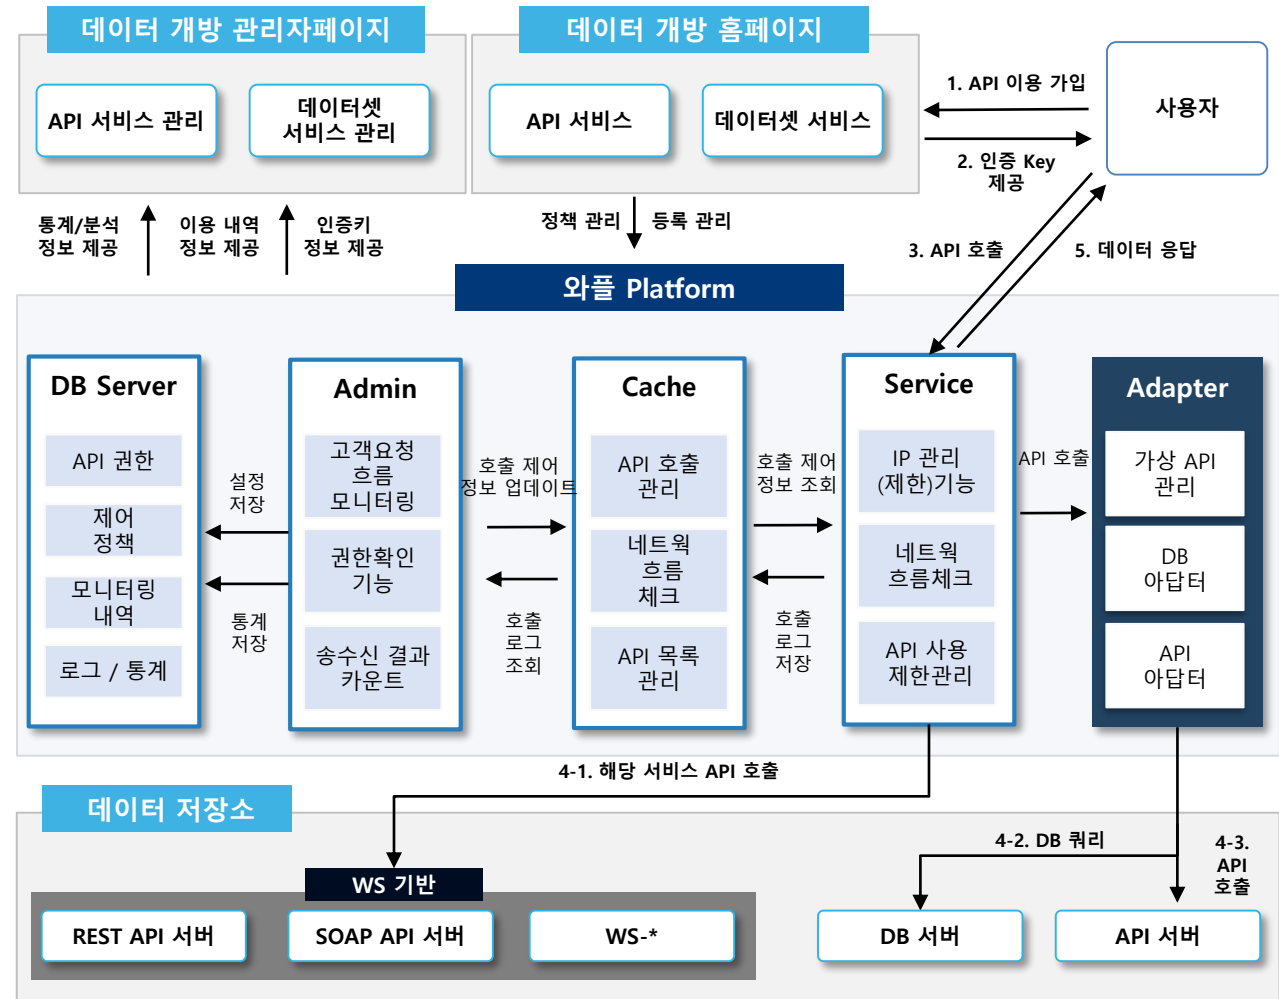 데이터 개방 관리자페이지
API 서비스 관리
데이터셋
서비스 관리
데이터 개방 홈페이지
API 서비스
데이터셋 서비스
1. API 이용 가입
2. 인증 Key
제공
사용자
통계/분석
정보 제공
이용 내역
정보 제공
인증키
정보 제공
정책 관리
등록 관리
3. API 호출
5. 데이터 응답
와플 Platform
DB Server
API 권한
제어
정책
모니터링
내역
로그 / 통계
설정
저장
통계
저장
Admin
고객요청
흐름
모니터링
권한확인
기능
송수신 결과
카운트
호출 제어
정보 업데이트
호출
로그
조회
Cache
API 호출
관리
네트웍
흐름
체크
API 목록
관리
호출 제어
정보 조회
호출
로그
저장
Service
IP 관리
(제한)기능
네트웍
흐름체크
API 사용
제한관리
API 호출
Adapter
가상 API
관리
DB
아답터
API
아답터
4-1. 해당 서비스 API 호출
데이터 저장소
WS 기반
REST API 서버
SOAP API 서버
WS-*
4-2. DB 쿼리
4-3.
API
호출
DB 서버
API 서버